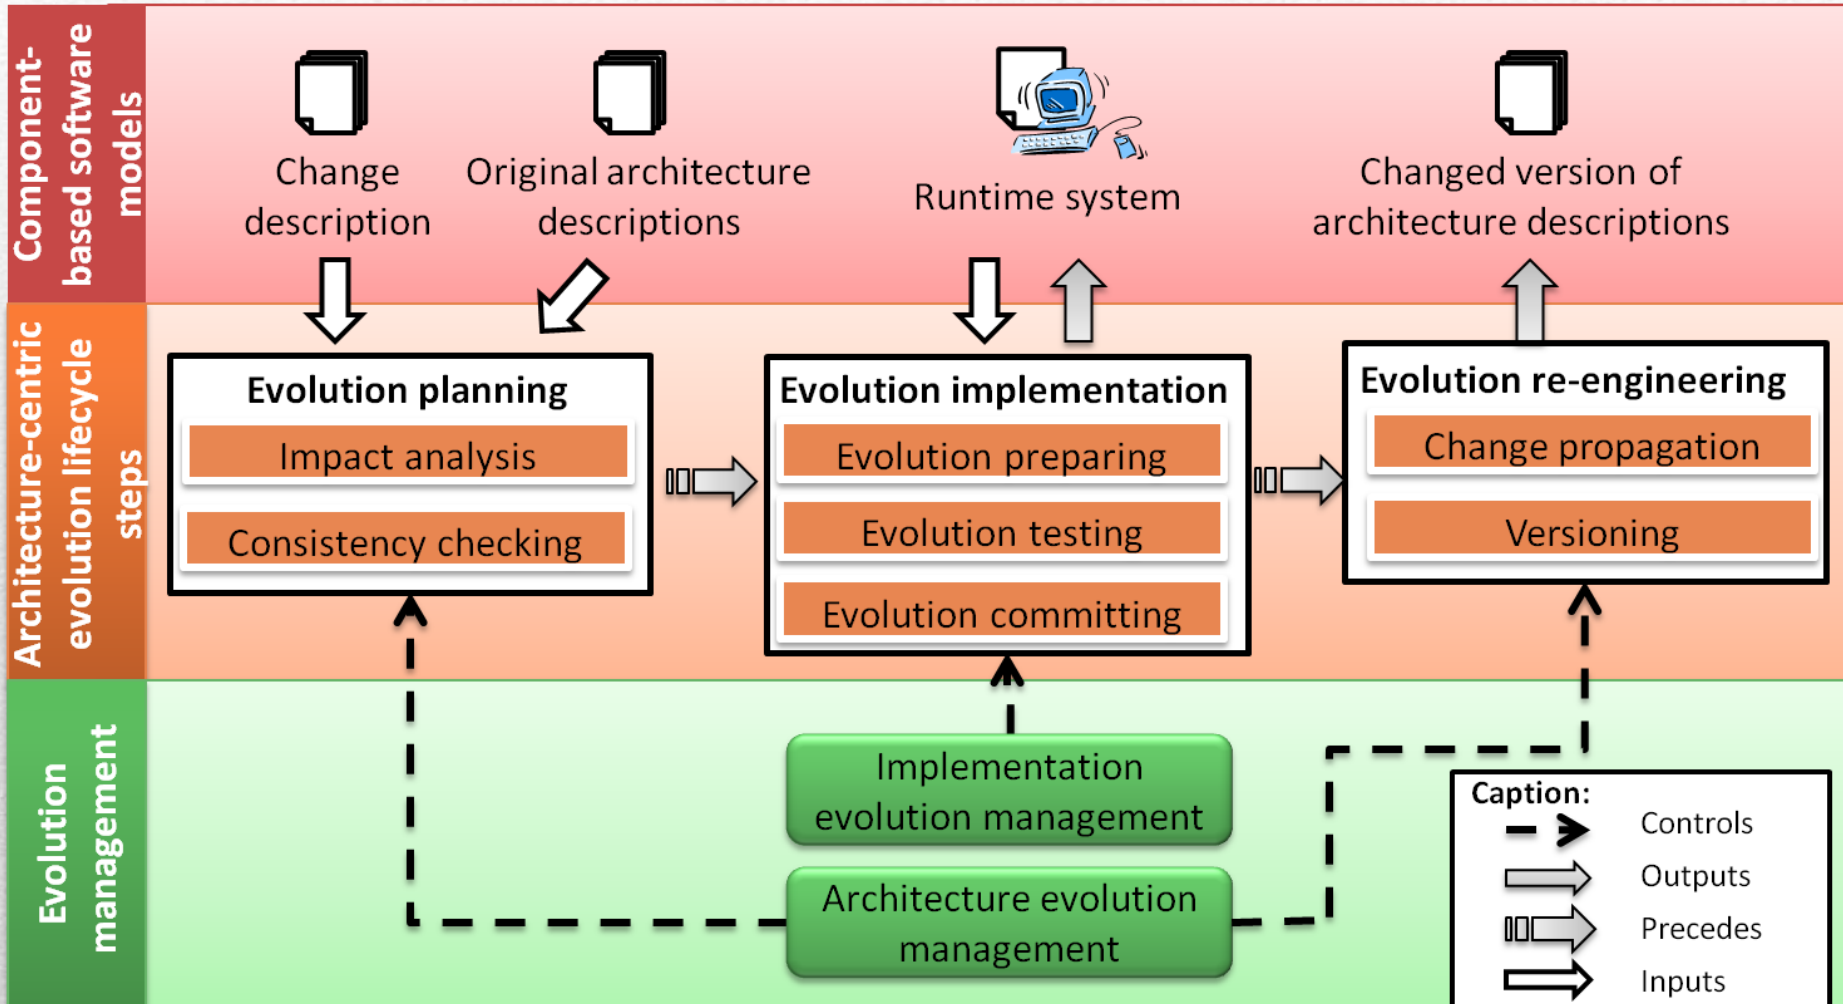 Component-
based software
models
Change
description
Original architecture
descriptions
Runtime system
Changed version of
architecture descriptions
Architecture-centric
evolution lifecycle
steps
Evolution planning
Impact analysis
Consistency checking
Evolution implementation
Evolution preparing
Evolution testing
Evolution committing
Evolution re-engineering
Change propagation
Versioning
Evolution
management
Implementation
evolution management
Architecture evolution
management
Caption:
Controls
Outputs
Precedes
Inputs